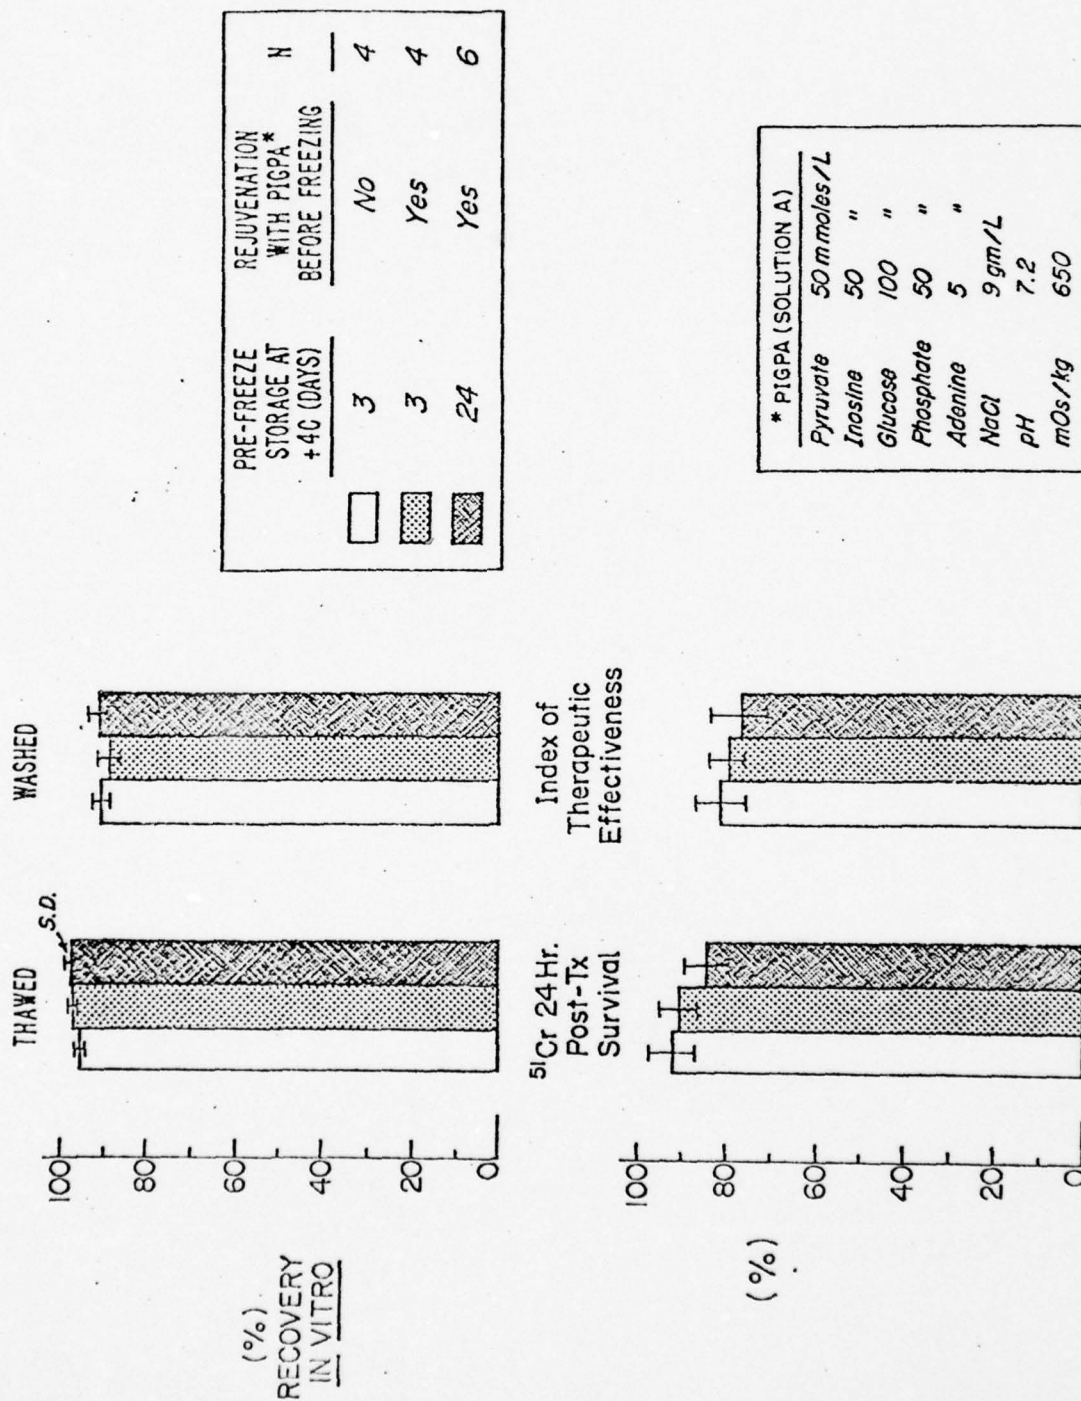 THAWED
WASHED
S.D.
100
80
60
40
20
0
(%)
RECOVERY
IN VITRO
PRE-FREEZE
STORAGE AT
+4C (DAYS)
REJUVENATION
WITH PIGPA*
BEFORE FREEZING
N
3 No 4
3 Yes 4
24 Yes 6
51Cr 24 Hr.
Post-Tx
Survival
Index of
Therapeutic
Effectiveness
100
80
60
40
20
0
(%)
* PIGPA (SOLUTION A)
Pyruvate 50 m moles/L
Inosine 50 "
Glucose 100 "
Phosphate 50 "
Adenine 5 "
NaCl 9 gm/L
pH 7.2
mOs/kg 650